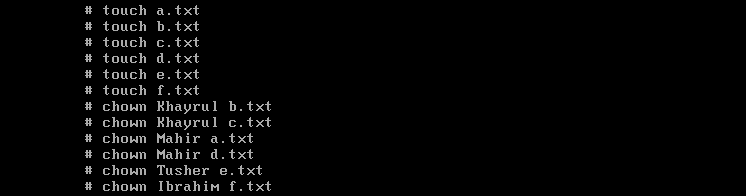 # touch a.txt
# touch b.txt
# touch c.txt
# touch d.txt
# touch e.txt
# touch f.txt
# chown Khayrul b.txt
# chown Khayrul c.txt
# chown Mahir a.txt
# chown Mahir d.txt
# chown Tusher e.txt
# chown Ibrahim f.txt